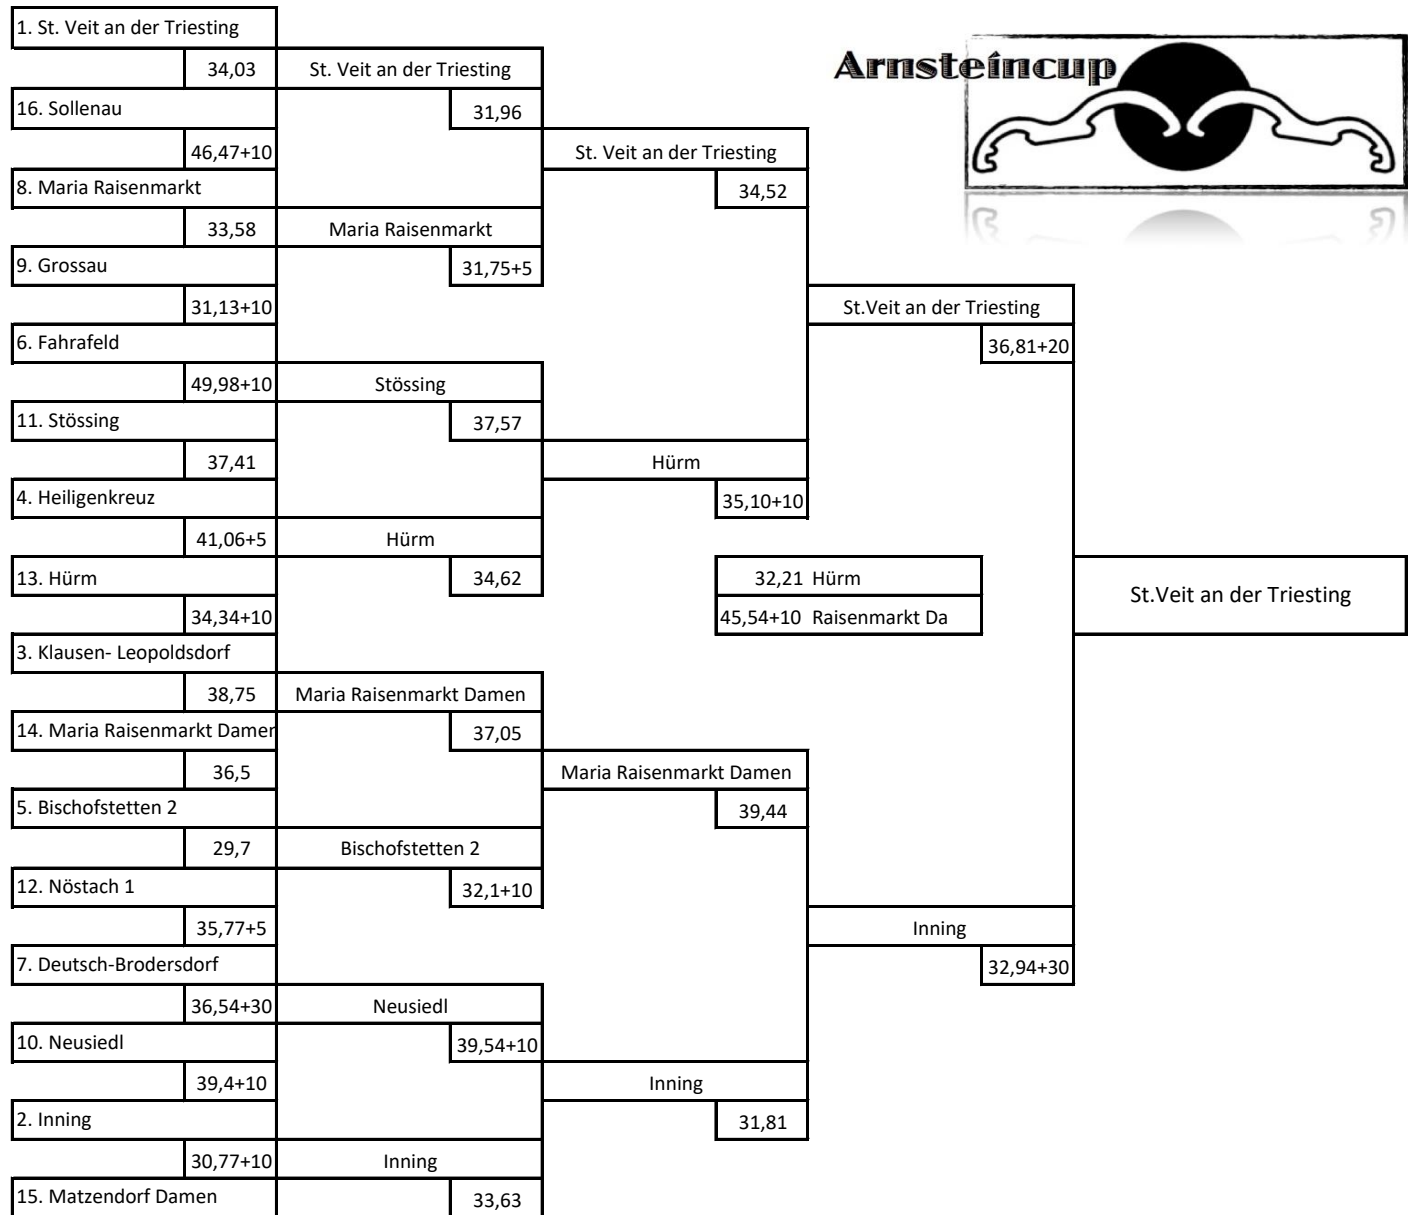 1. St. Veit an der Triesting
34,03
St. Veit an der Triesting
Arnsteincup
16. Sollenau
31,96
46,47+10
St. Veit an der Triesting
8. Maria Raisenmarkt
34,52
33,58
Maria Raisenmarkt
9. Grossau
31,75+5
31,13+10
St.Veit an der Triesting
6. Fahrafeld
36,81+20
49,98+10
Stössing
11. Stössing
37,57
37,41
Hürm
4. Heiligenkreuz
35,10+10
41,06+5
Hürm
13. Hürm
34,62
32,21 Hürm
St.Veit an der Triesting
34,34+10
45,54+10 Raisenmarkt Da
3. Klausen- Leopoldsdorf
38,75
Maria Raisenmarkt Damen
14. Maria Raisenmarkt Damen
37,05
36,5
Maria Raisenmarkt Damen
5. Bischofstetten 2
39,44
29,7
Bischofstetten 2
12. Nöstach 1
32,1+10
35,77+5
Inning
7. Deutsch-Brodersdorf
32,94+30
36,54+30
Neusiedl
10. Neusiedl
39,54+10
39,4+10
Inning
2. Inning
31,81
30,77+10
Inning
15. Matzendorf Damen
33,63